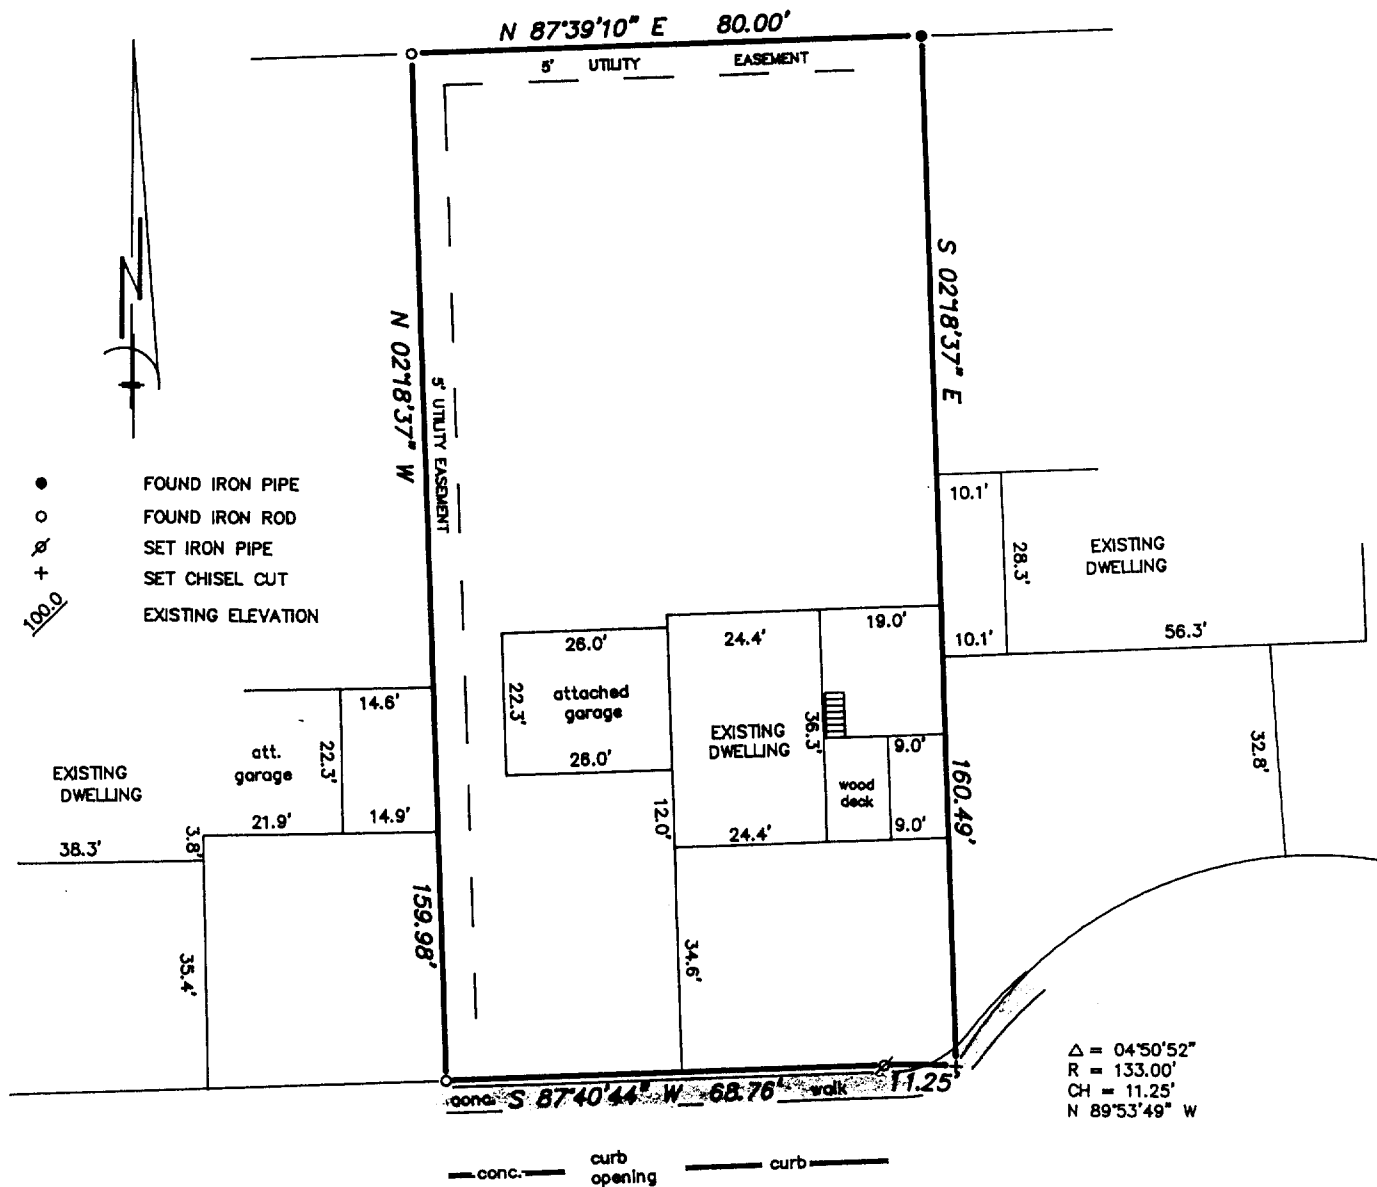 N 87°39'10" E 80.00'
5' UTILITY EASEMENT
N
S 02°18'37" E
N 02°18'37" W
5' UTILITY EASEMENT
● FOUND IRON PIPE
○ FOUND IRON ROD
SET IRON PIPE
+ SET CHISEL CUT
100.0 EXISTING ELEVATION
10.1'
28.3'
EXISTING
DWELLING
10.1'
56.3'
32.8'
26.0'
24.4'
19.0'
22.3'
attached
garage
EXISTING
DWELLING
36.3'
26.0'
9.0'
wood
deck
9.0'
12.0'
24.4'
160.49'
14.6'
att.
garage
22.3'
EXISTING
DWELLING
21.9'
14.9'
3.8'
38.3'
159.98'
35.4'
34.6'
conc. S 87°40'44" W 68.76' walk 11.25'
Δ = 04°50'52"
R = 133.00'
CH = 11.25'
N 89°53'49" W
conc. curb opening curb